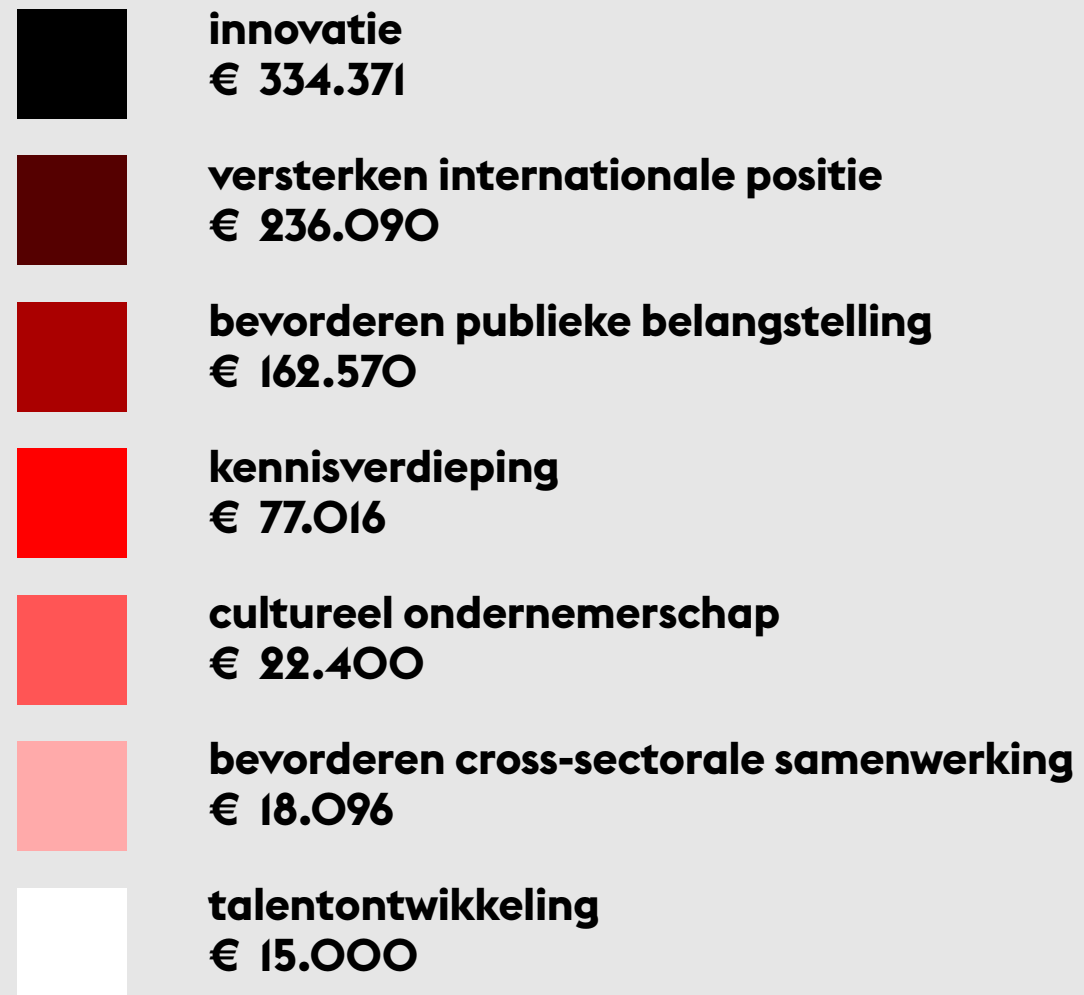 innovatie
€ 334.371
versterken internationale positie
€ 236.090
bevorderen publieke belangstelling
€ 162.570
kennisverdieping
€ 77.016
cultureel ondernemerschap
€ 22.400
bevorderen cross-sectorale samenwerking
€ 18.096
talentontwikkeling
€ 15.000